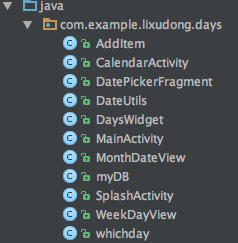 java
com.example.lixudong.days
AddItem
CalendarActivity
DatePickerFragment
DateUtils
DaysWidget
MainActivity
MonthDateView
myDB
SplashActivity
WeekDayView
whichday